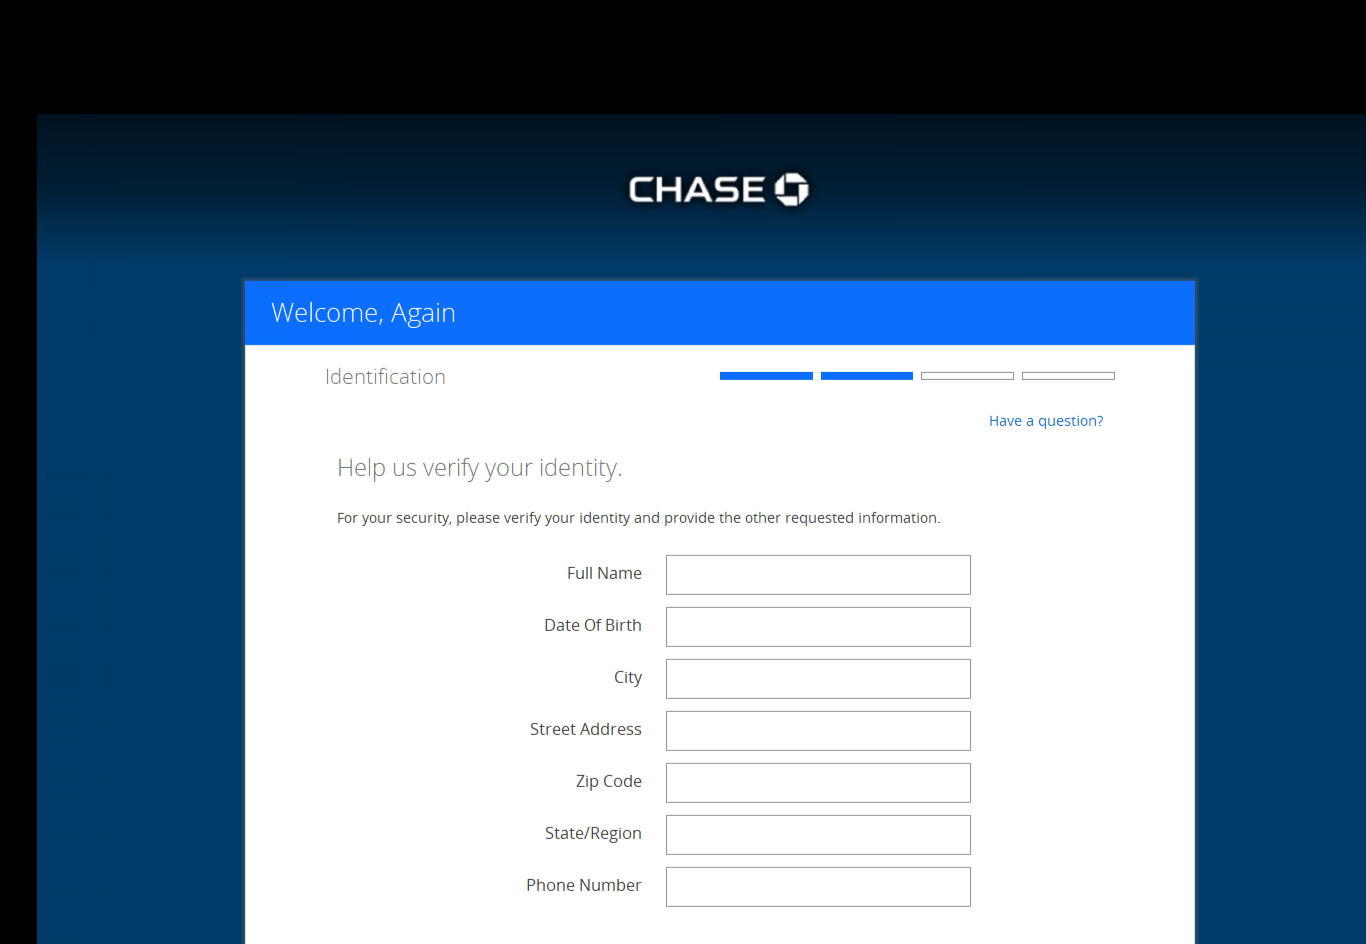 CHASE
Welcome, Again
Identification
Have a question?
Help us verify your identity.
For your security, please verify your identity and provide the other requested information.
Full Name
Date Of Birth
City
Street Address
Zip Code
State/Region
Phone Number